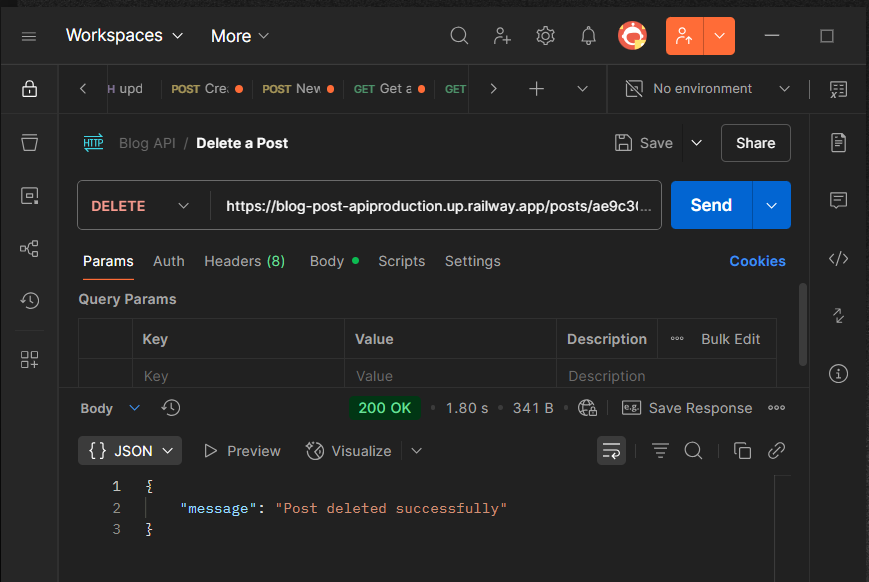 Workspaces More
H upd POST Cre POST New GET Get a GET No environment
HTTP Blog API / Delete a Post Save Share
DELETE https://blog-post-apiproduction.up.railway.app/posts/ae9c3(... Send
Params Auth Headers (8) Body Scripts Settings Cookies
Query Params
Key Value Description Bulk Edit
Key Value Description
Body 200 OK 1.80 s 341 B e.g. Save Response
{} JSON Preview Visualize
1 {
2 "message": "Post deleted successfully"
3 }